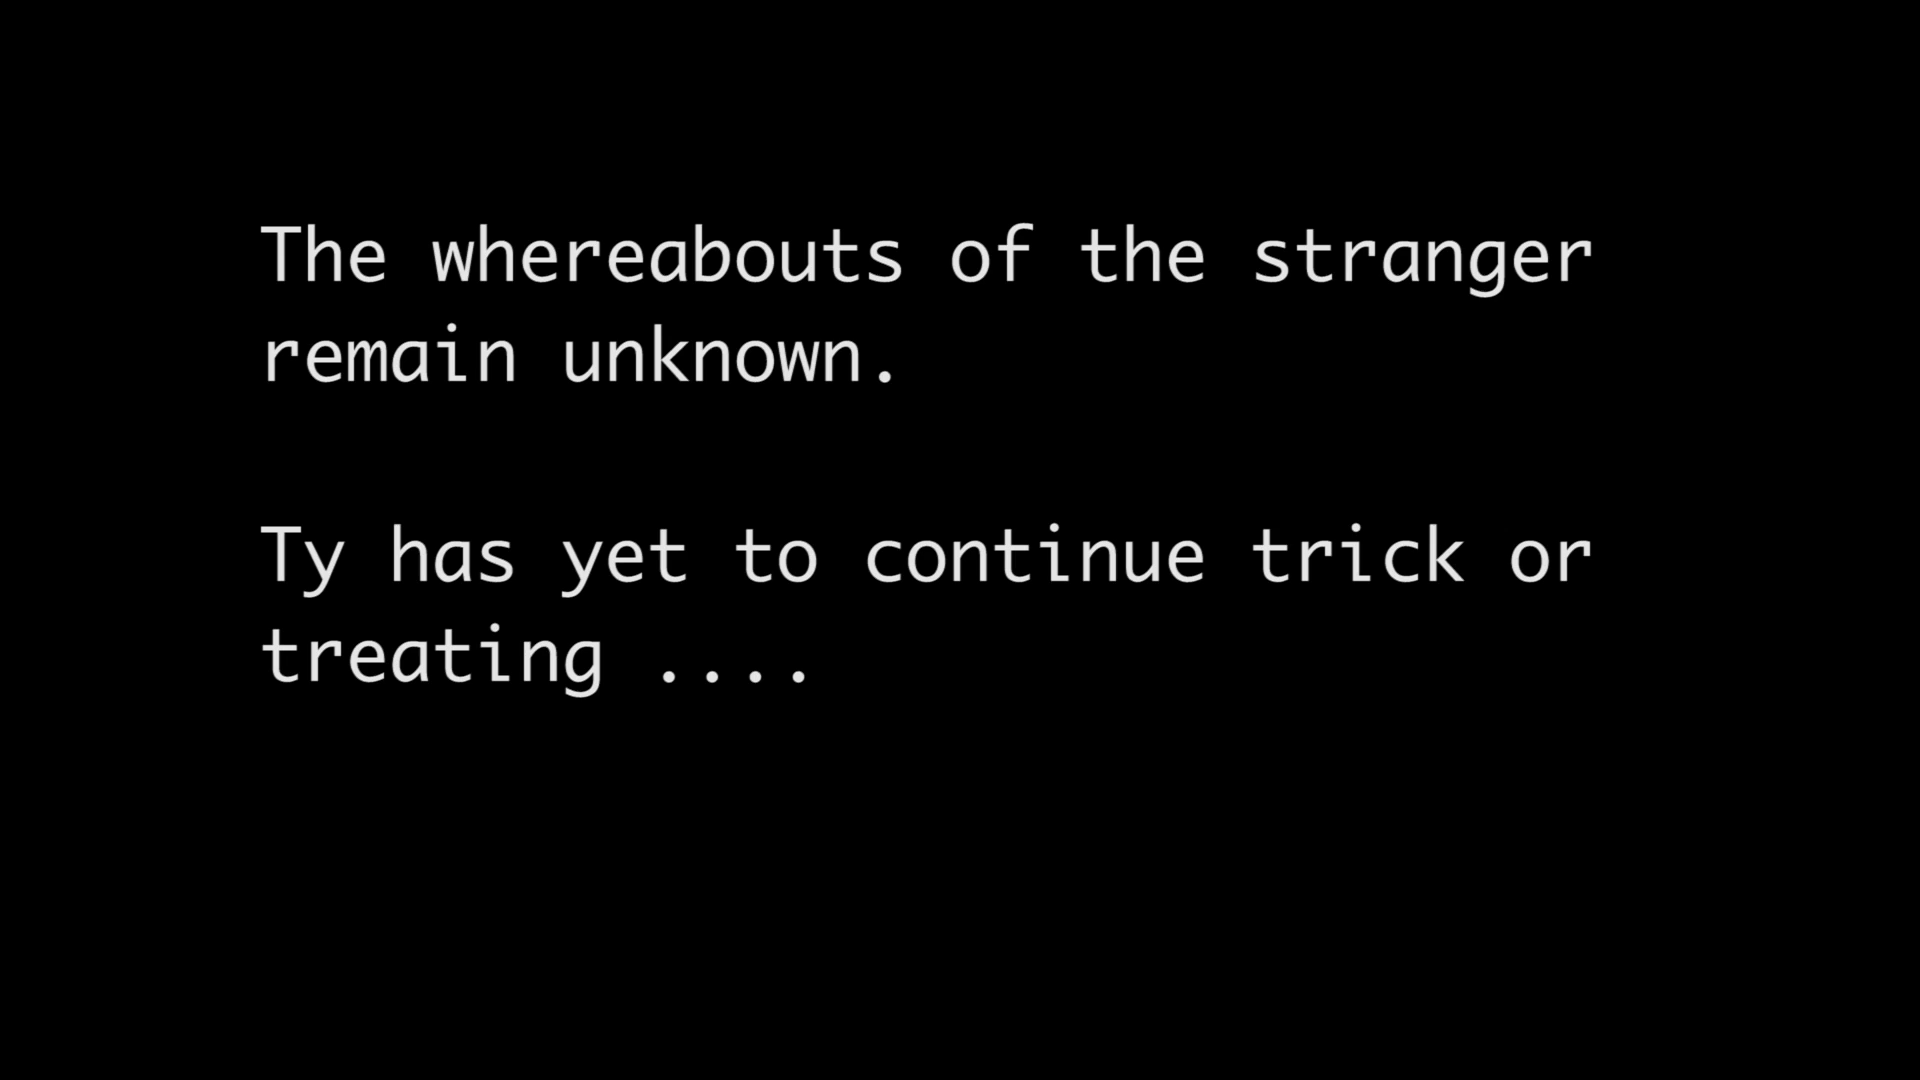 The whereabouts of the stranger
remain unknown.
Ty has yet to continue trick or
treating ....